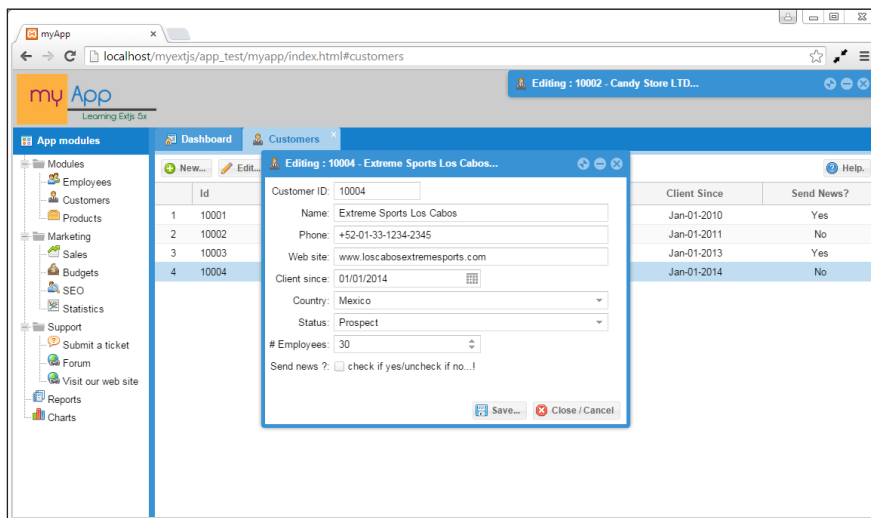 myApp
localhost/myextjs/app_test/myapp/index.html#customers
my App
Learning Extjs 5x
Editing : 10002 - Candy Store LTD...
App modules
Dashboard
Customers
Modules
Employees
Customers
Products
Marketing
Sales
Budgets
SEO
Statistics
Support
Submit a ticket
Forum
Visit our web site
Reports
Charts
New...
Edit...
Help.
Id
Client Since
Send News?
1 10001 Jan-01-2010 Yes
2 10002 Jan-01-2011 No
3 10003 Jan-01-2013 Yes
4 10004 Jan-01-2014 No
Editing : 10004 - Extreme Sports Los Cabos...
Customer ID: 10004
Name: Extreme Sports Los Cabos
Phone: +52-01-33-1234-2345
Web site: www.loscabosextremesports.com
Client since: 01/01/2014
Country: Mexico
Status: Prospect
# Employees: 30
Send news ?: check if yes/uncheck if no...!
Save...
Close / Cancel